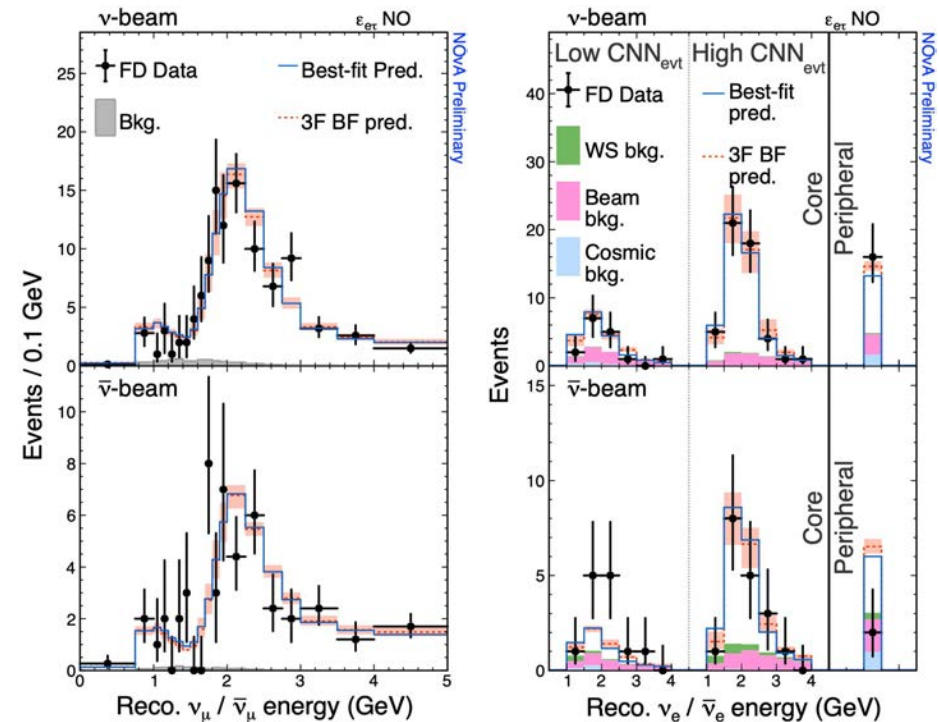 ν-beam
ε_eτ NO
NOνA Preliminary
FD Data
Best-fit Pred.
Bkg.
3F BF pred.
25
20
15
10
5
0
ν̄-beam
10
8
6
4
2
0
0 1 2 3 4 5
Events / 0.1 GeV
Reco. ν_μ / ν̄_μ energy (GeV)
ν-beam
ε_eτ NO
NOνA Preliminary
Low CNN_evt
High CNN_evt
FD Data
Best-fit
pred.
WS bkg.
3F BF
pred.
Beam
bkg.
Cosmic
bkg.
Core
Peripheral
40
30
20
10
0
ν̄-beam
Core
Peripheral
15
10
5
0
1 2 3 4 1 2 3 4
Events
Reco. ν_e / ν̄_e energy (GeV)